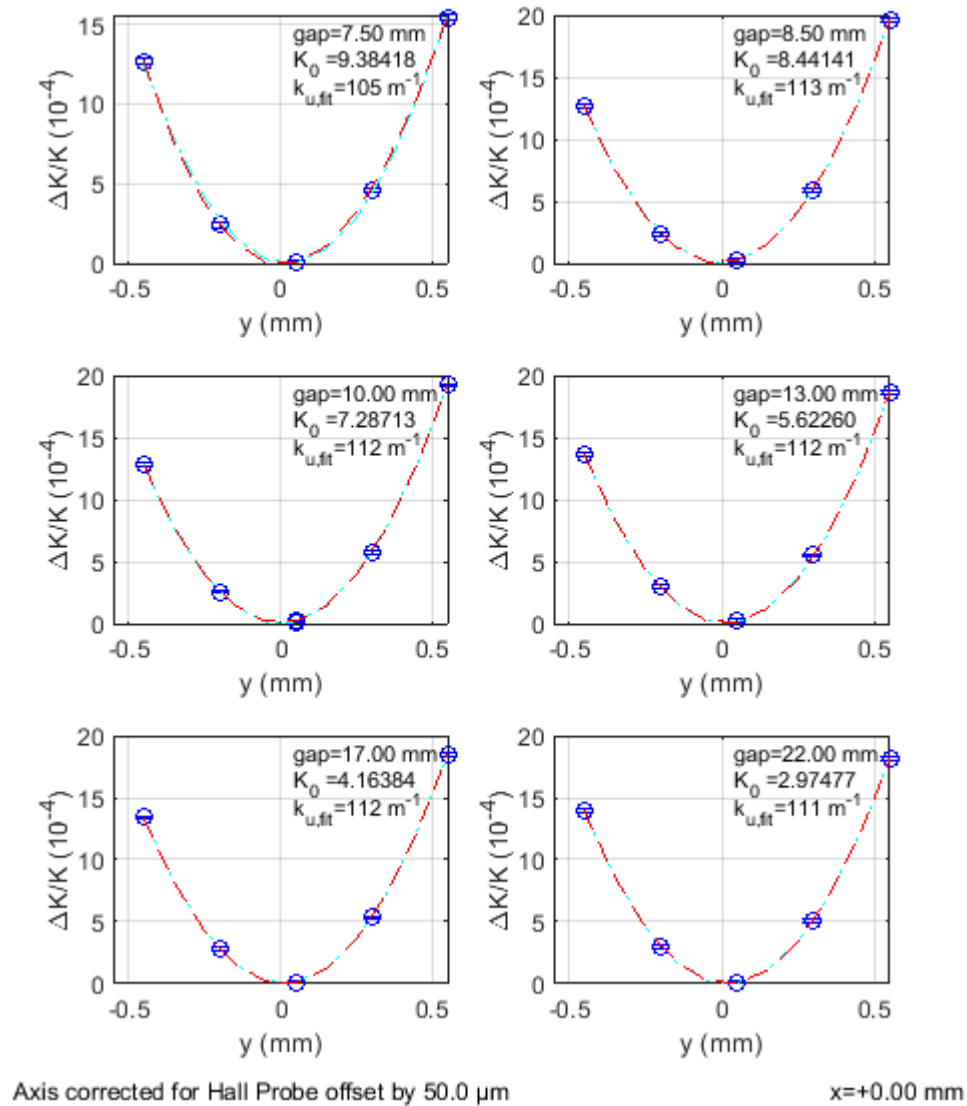 gap=7.50 mm
K0 =9.38418
ku,fit=105 m-1
ΔK/K (10-4)
15
10
5
0
-0.5 0 0.5
y (mm)
gap=8.50 mm
K0 =8.44141
ku,fit=113 m-1
ΔK/K (10-4)
20
15
10
5
0
-0.5 0 0.5
y (mm)
gap=10.00 mm
K0 =7.28713
ku,fit=112 m-1
ΔK/K (10-4)
20
15
10
5
0
-0.5 0 0.5
y (mm)
gap=13.00 mm
K0 =5.62260
ku,fit=112 m-1
ΔK/K (10-4)
20
15
10
5
0
-0.5 0 0.5
y (mm)
gap=17.00 mm
K0 =4.16384
ku,fit=112 m-1
ΔK/K (10-4)
20
15
10
5
0
-0.5 0 0.5
y (mm)
gap=22.00 mm
K0 =2.97477
ku,fit=111 m-1
ΔK/K (10-4)
20
15
10
5
0
-0.5 0 0.5
y (mm)
Axis corrected for Hall Probe offset by 50.0 μm
x=+0.00 mm